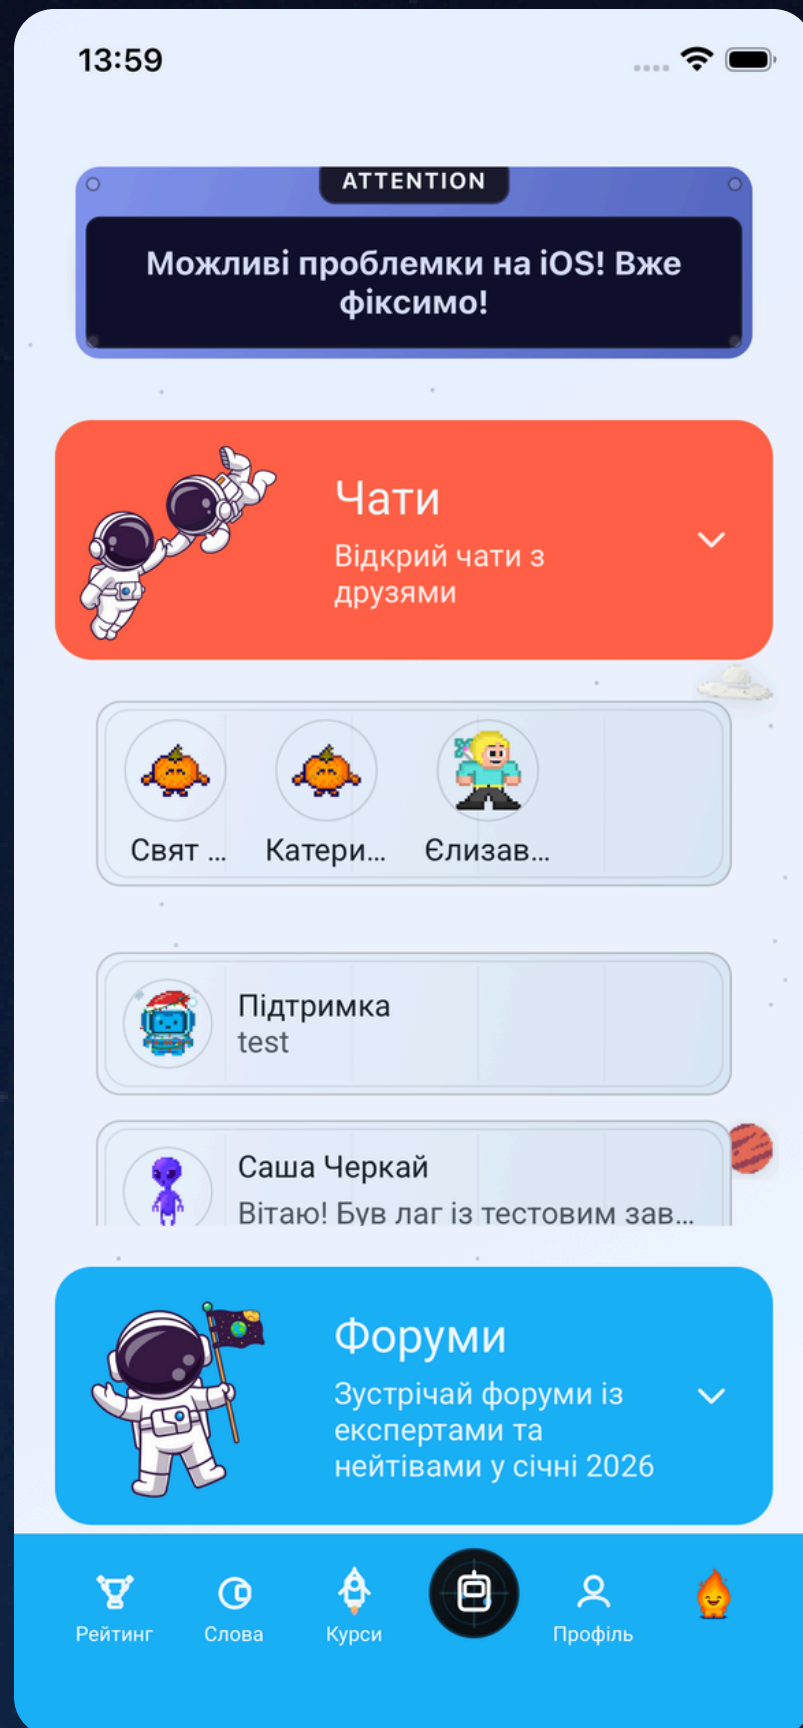 13:59
ATTENTION
Можливі проблемки на iOS! Вже
фіксимо!
Чати
Відкрий чати з
друзями
Свят ...
Катери...
Єлизав...
Підтримка
test
Саша Черкай
Вітаю! Був лаг із тестовим зав...
Форуми
Зустрічай форуми із
експертами та
нейтівами у січні 2026
Рейтинг
Слова
Курси
Профіль